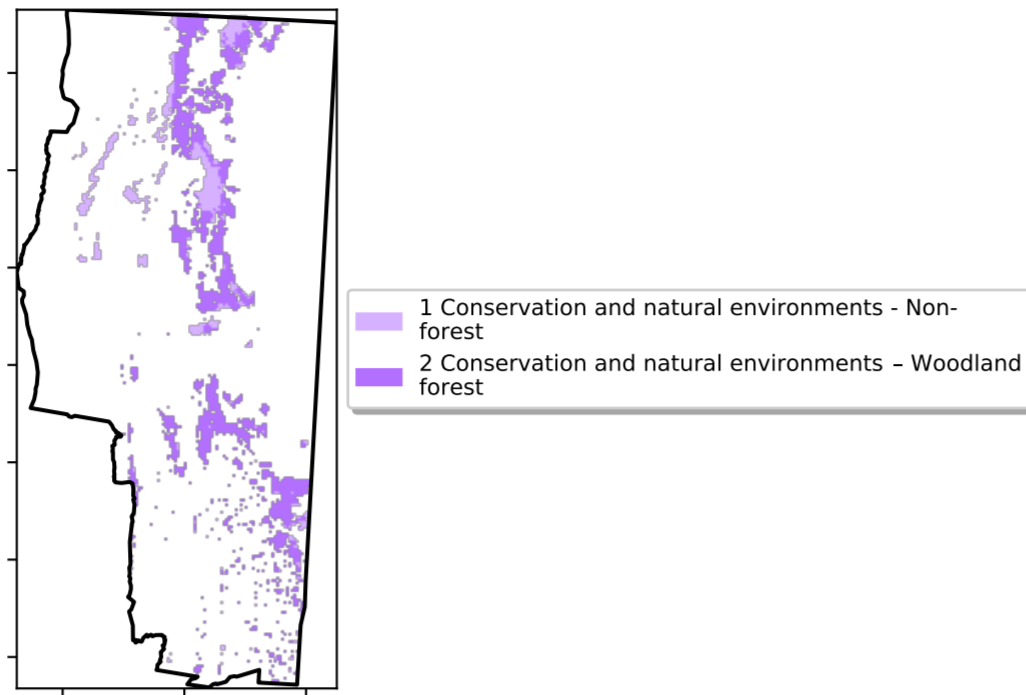 1 Conservation and natural environments - Non-
forest
2 Conservation and natural environments – Woodland
forest